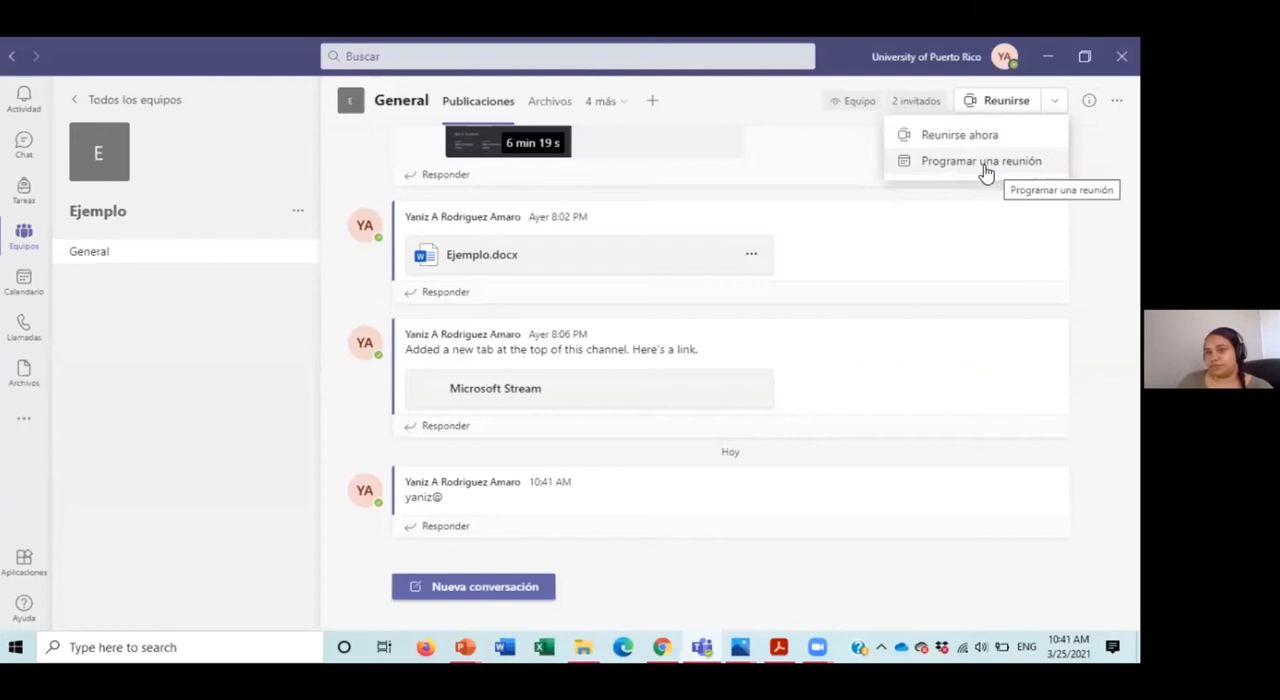 Buscar
University of Puerto Rico
YA
Actividad
Chat
Tareas
Equipos
Calendario
Llamadas
Archivos
Aplicaciones
Ayuda
Todos los equipos
E
Ejemplo
General
E
General
Publicaciones
Archivos
4 más
Equipo
2 invitados
Reunirse
Reunirse ahora
Programar una reunión
Programar una reunión
6 min 19 s
Responder
YA
Yaniz A Rodriguez Amaro Ayer 8:02 PM
Ejemplo.docx
Responder
YA
Yaniz A Rodriguez Amaro Ayer 8:06 PM
Added a new tab at the top of this channel. Here's a link.
Microsoft Stream
Responder
Hoy
YA
Yaniz A Rodriguez Amaro 10:41 AM
yaniz@
Responder
Nueva conversación
Type here to search
ENG
10:41 AM
3/25/2021